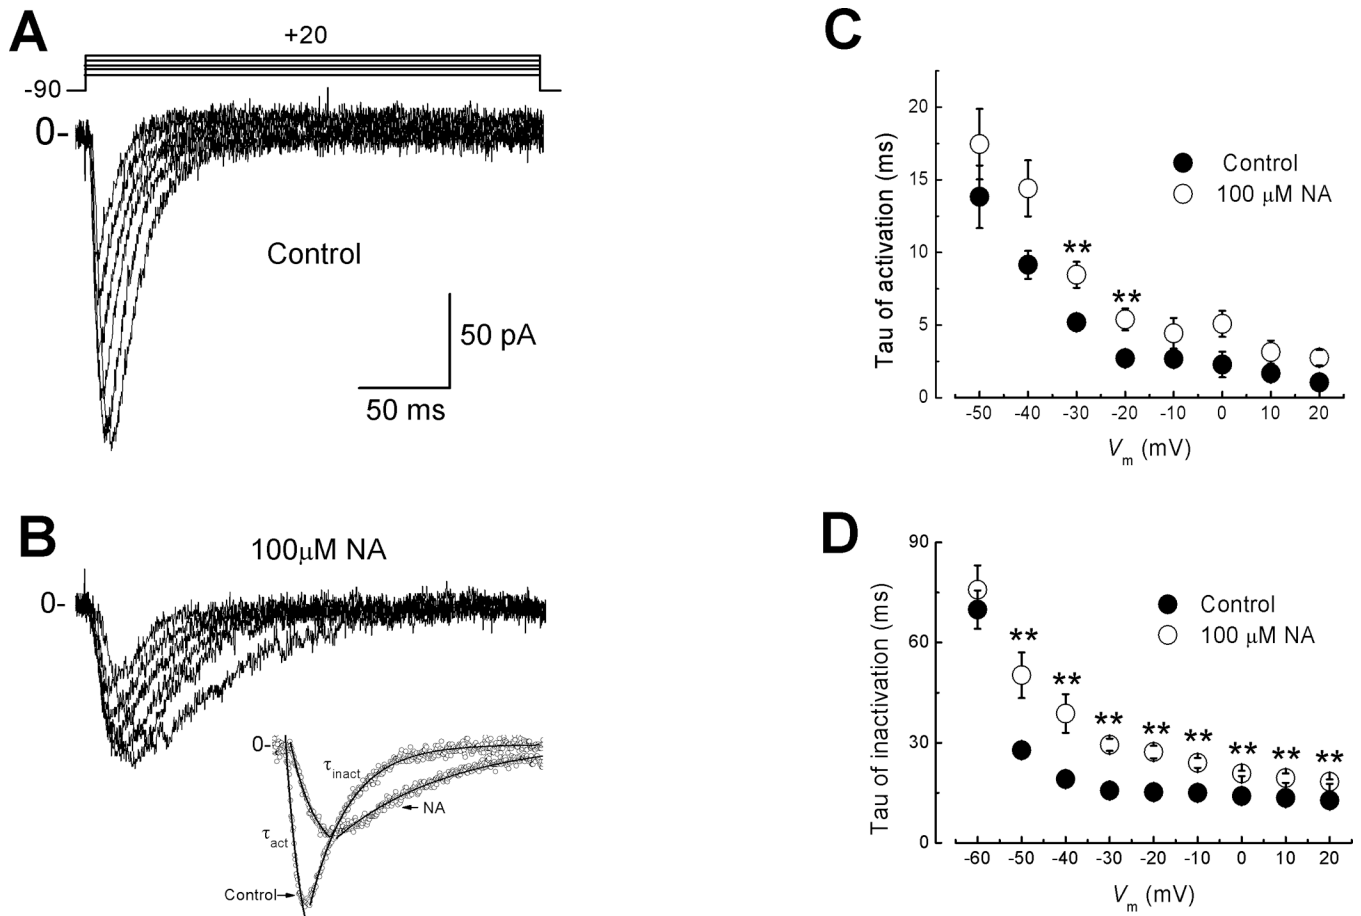 A
+20
-90
0-
Control
50 pA
50 ms
B
100μM NA
0-
0-
τinact
NA
τact
Control
C
Tau of activation (ms)
20
15
10
5
0
Control
100 μM NA
**
**
-50 -40 -30 -20 -10 0 10 20
Vm (mV)
D
Tau of inactivation (ms)
90
60
30
0
Control
100 μM NA
** ** ** ** ** ** ** **
-60 -50 -40 -30 -20 -10 0 10 20
Vm (mV)